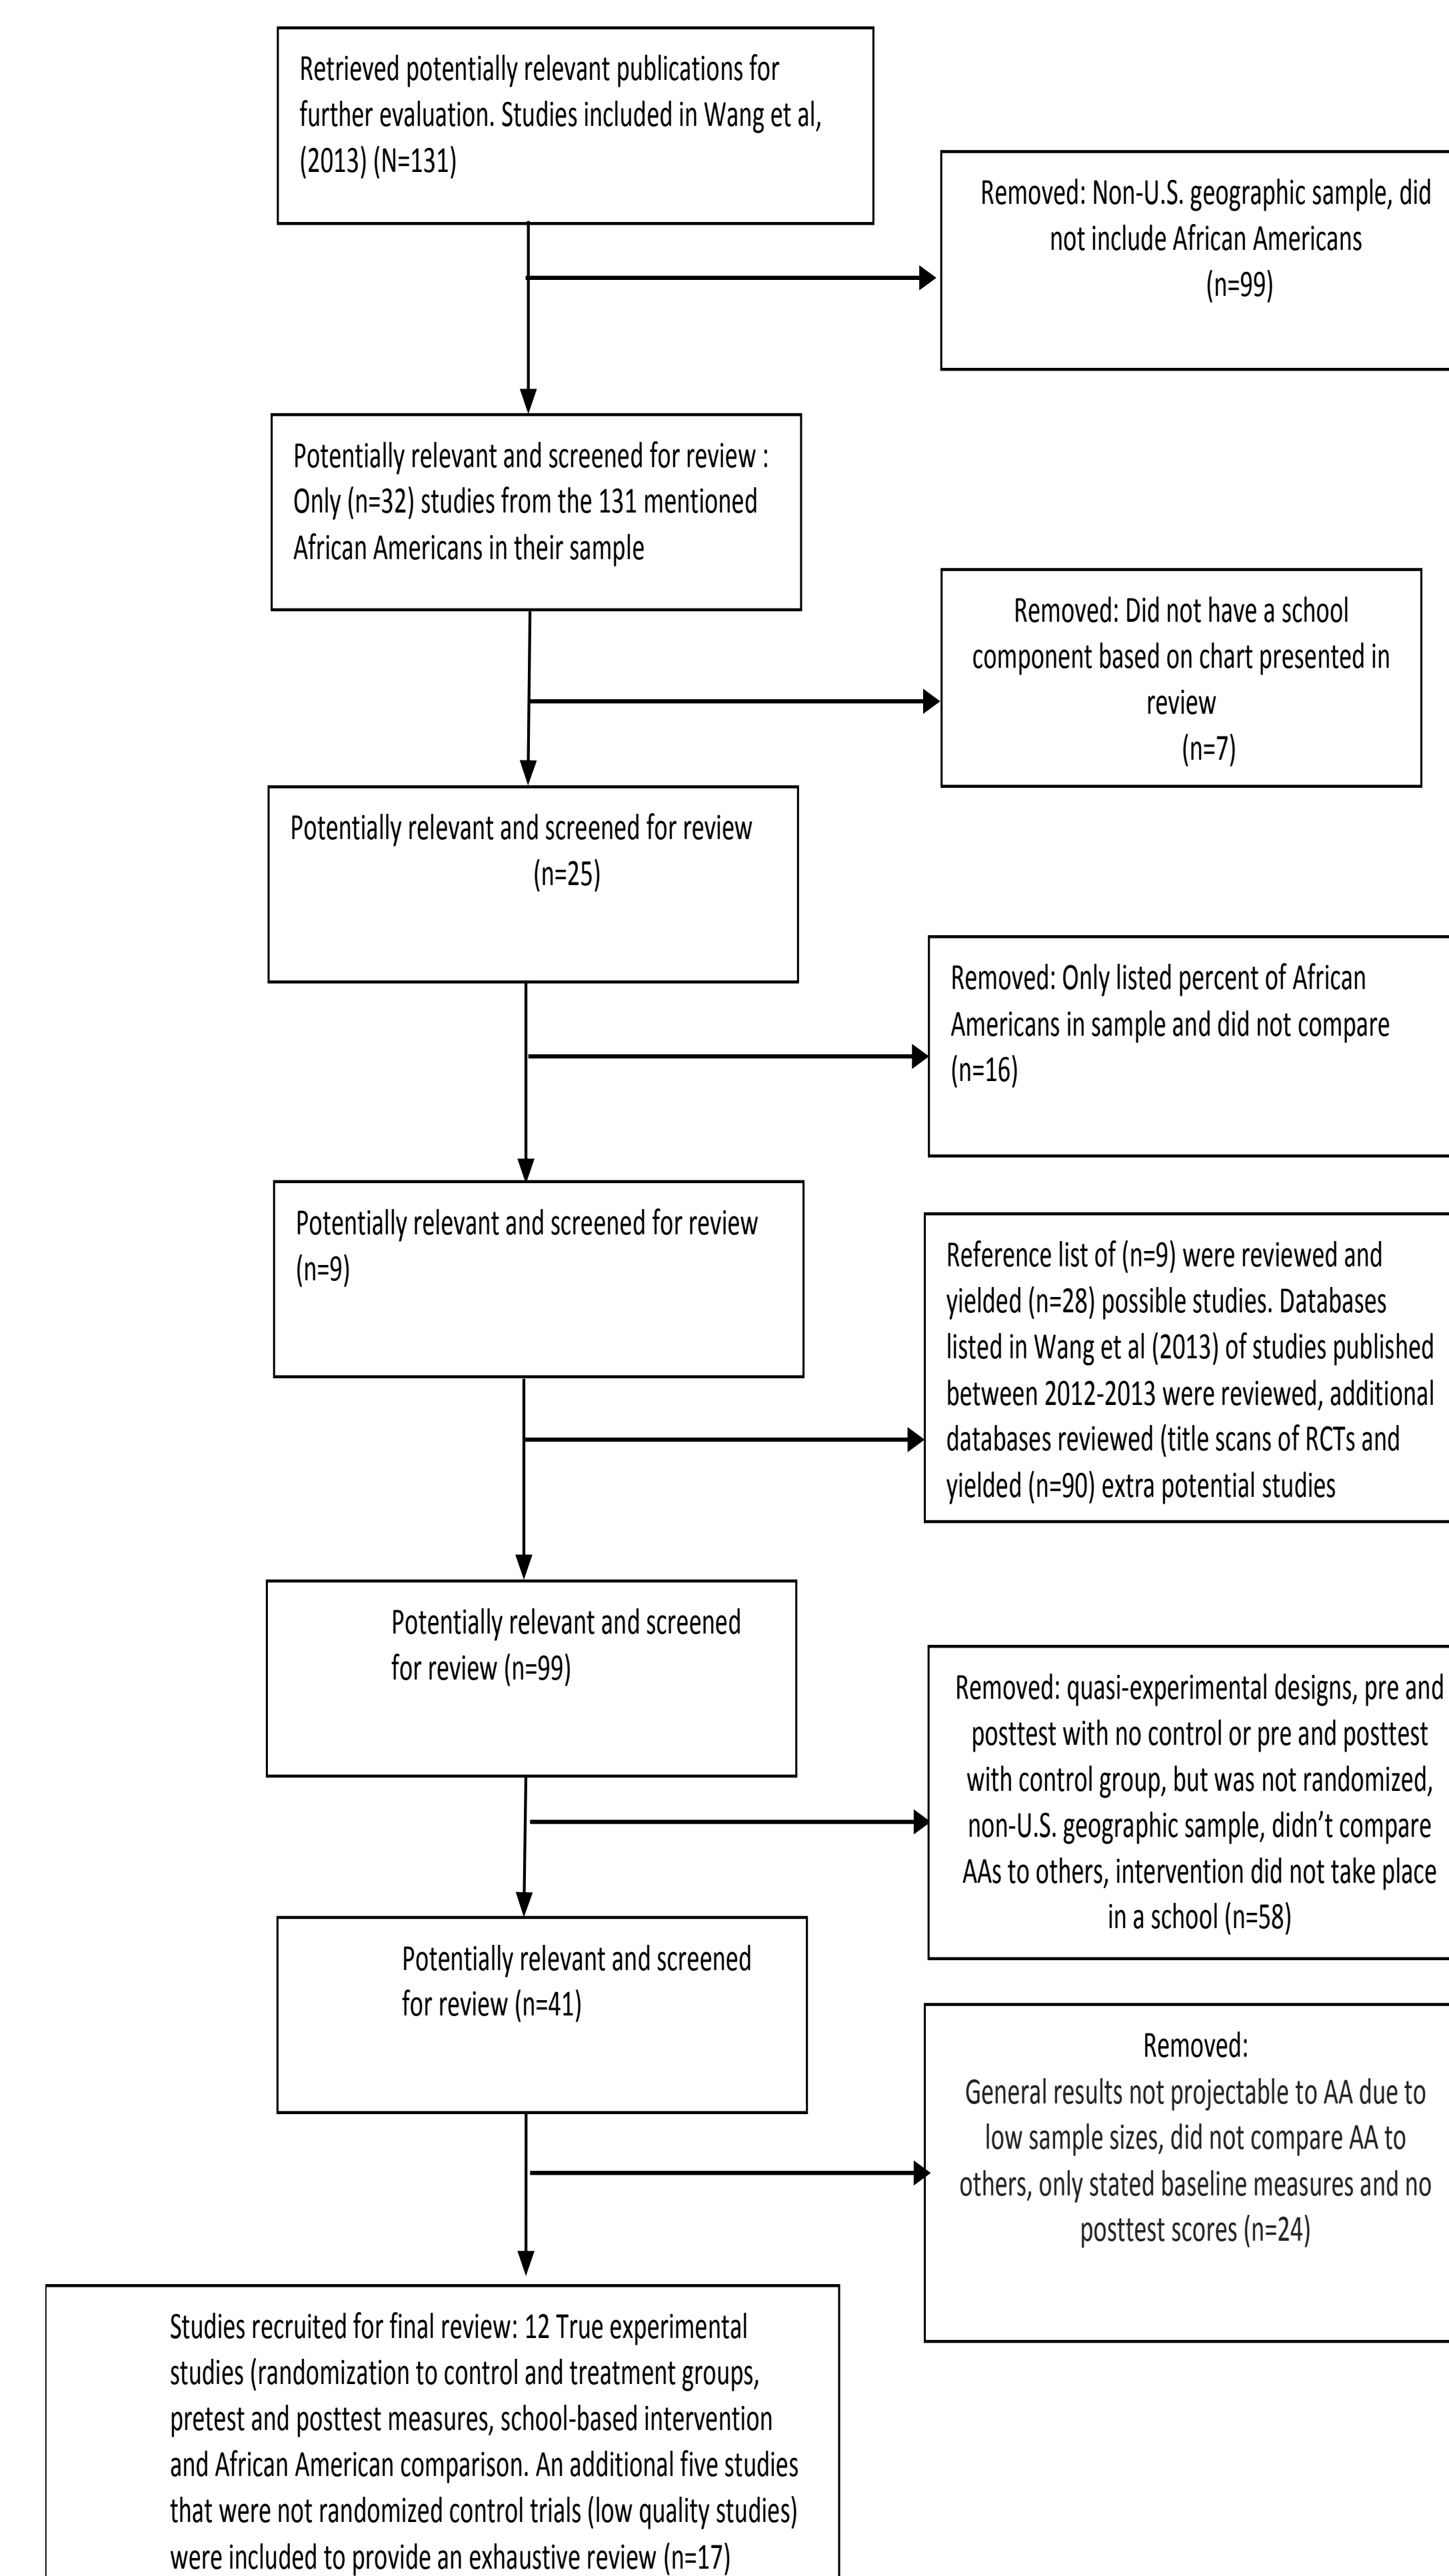 Retrieved potentially relevant publications for
further evaluation. Studies included in Wang et al,
(2013) (N=131)
Removed: Non-U.S. geographic sample, did
not include African Americans
(n=99)
Potentially relevant and screened for review :
Only (n=32) studies from the 131 mentioned
African Americans in their sample
Removed: Did not have a school
component based on chart presented in
review
(n=7)
Potentially relevant and screened for review
(n=25)
Removed: Only listed percent of African
Americans in sample and did not compare
(n=16)
Potentially relevant and screened for review
(n=9)
Reference list of (n=9) were reviewed and
yielded (n=28) possible studies. Databases
listed in Wang et al (2013) of studies published
between 2012-2013 were reviewed, additional
databases reviewed (title scans of RCTs and
yielded (n=90) extra potential studies
Potentially relevant and screened
for review (n=99)
Removed: quasi-experimental designs, pre and
posttest with no control or pre and posttest
with control group, but was not randomized,
non-U.S. geographic sample, didn’t compare
AAs to others, intervention did not take place
in a school (n=58)
Potentially relevant and screened
for review (n=41)
Removed:
General results not projectable to AA due to
low sample sizes, did not compare AA to
others, only stated baseline measures and no
posttest scores (n=24)
Studies recruited for final review: 12 True experimental
studies (randomization to control and treatment groups,
pretest and posttest measures, school-based intervention
and African American comparison. An additional five studies
that were not randomized control trials (low quality studies)
were included to provide an exhaustive review (n=17)